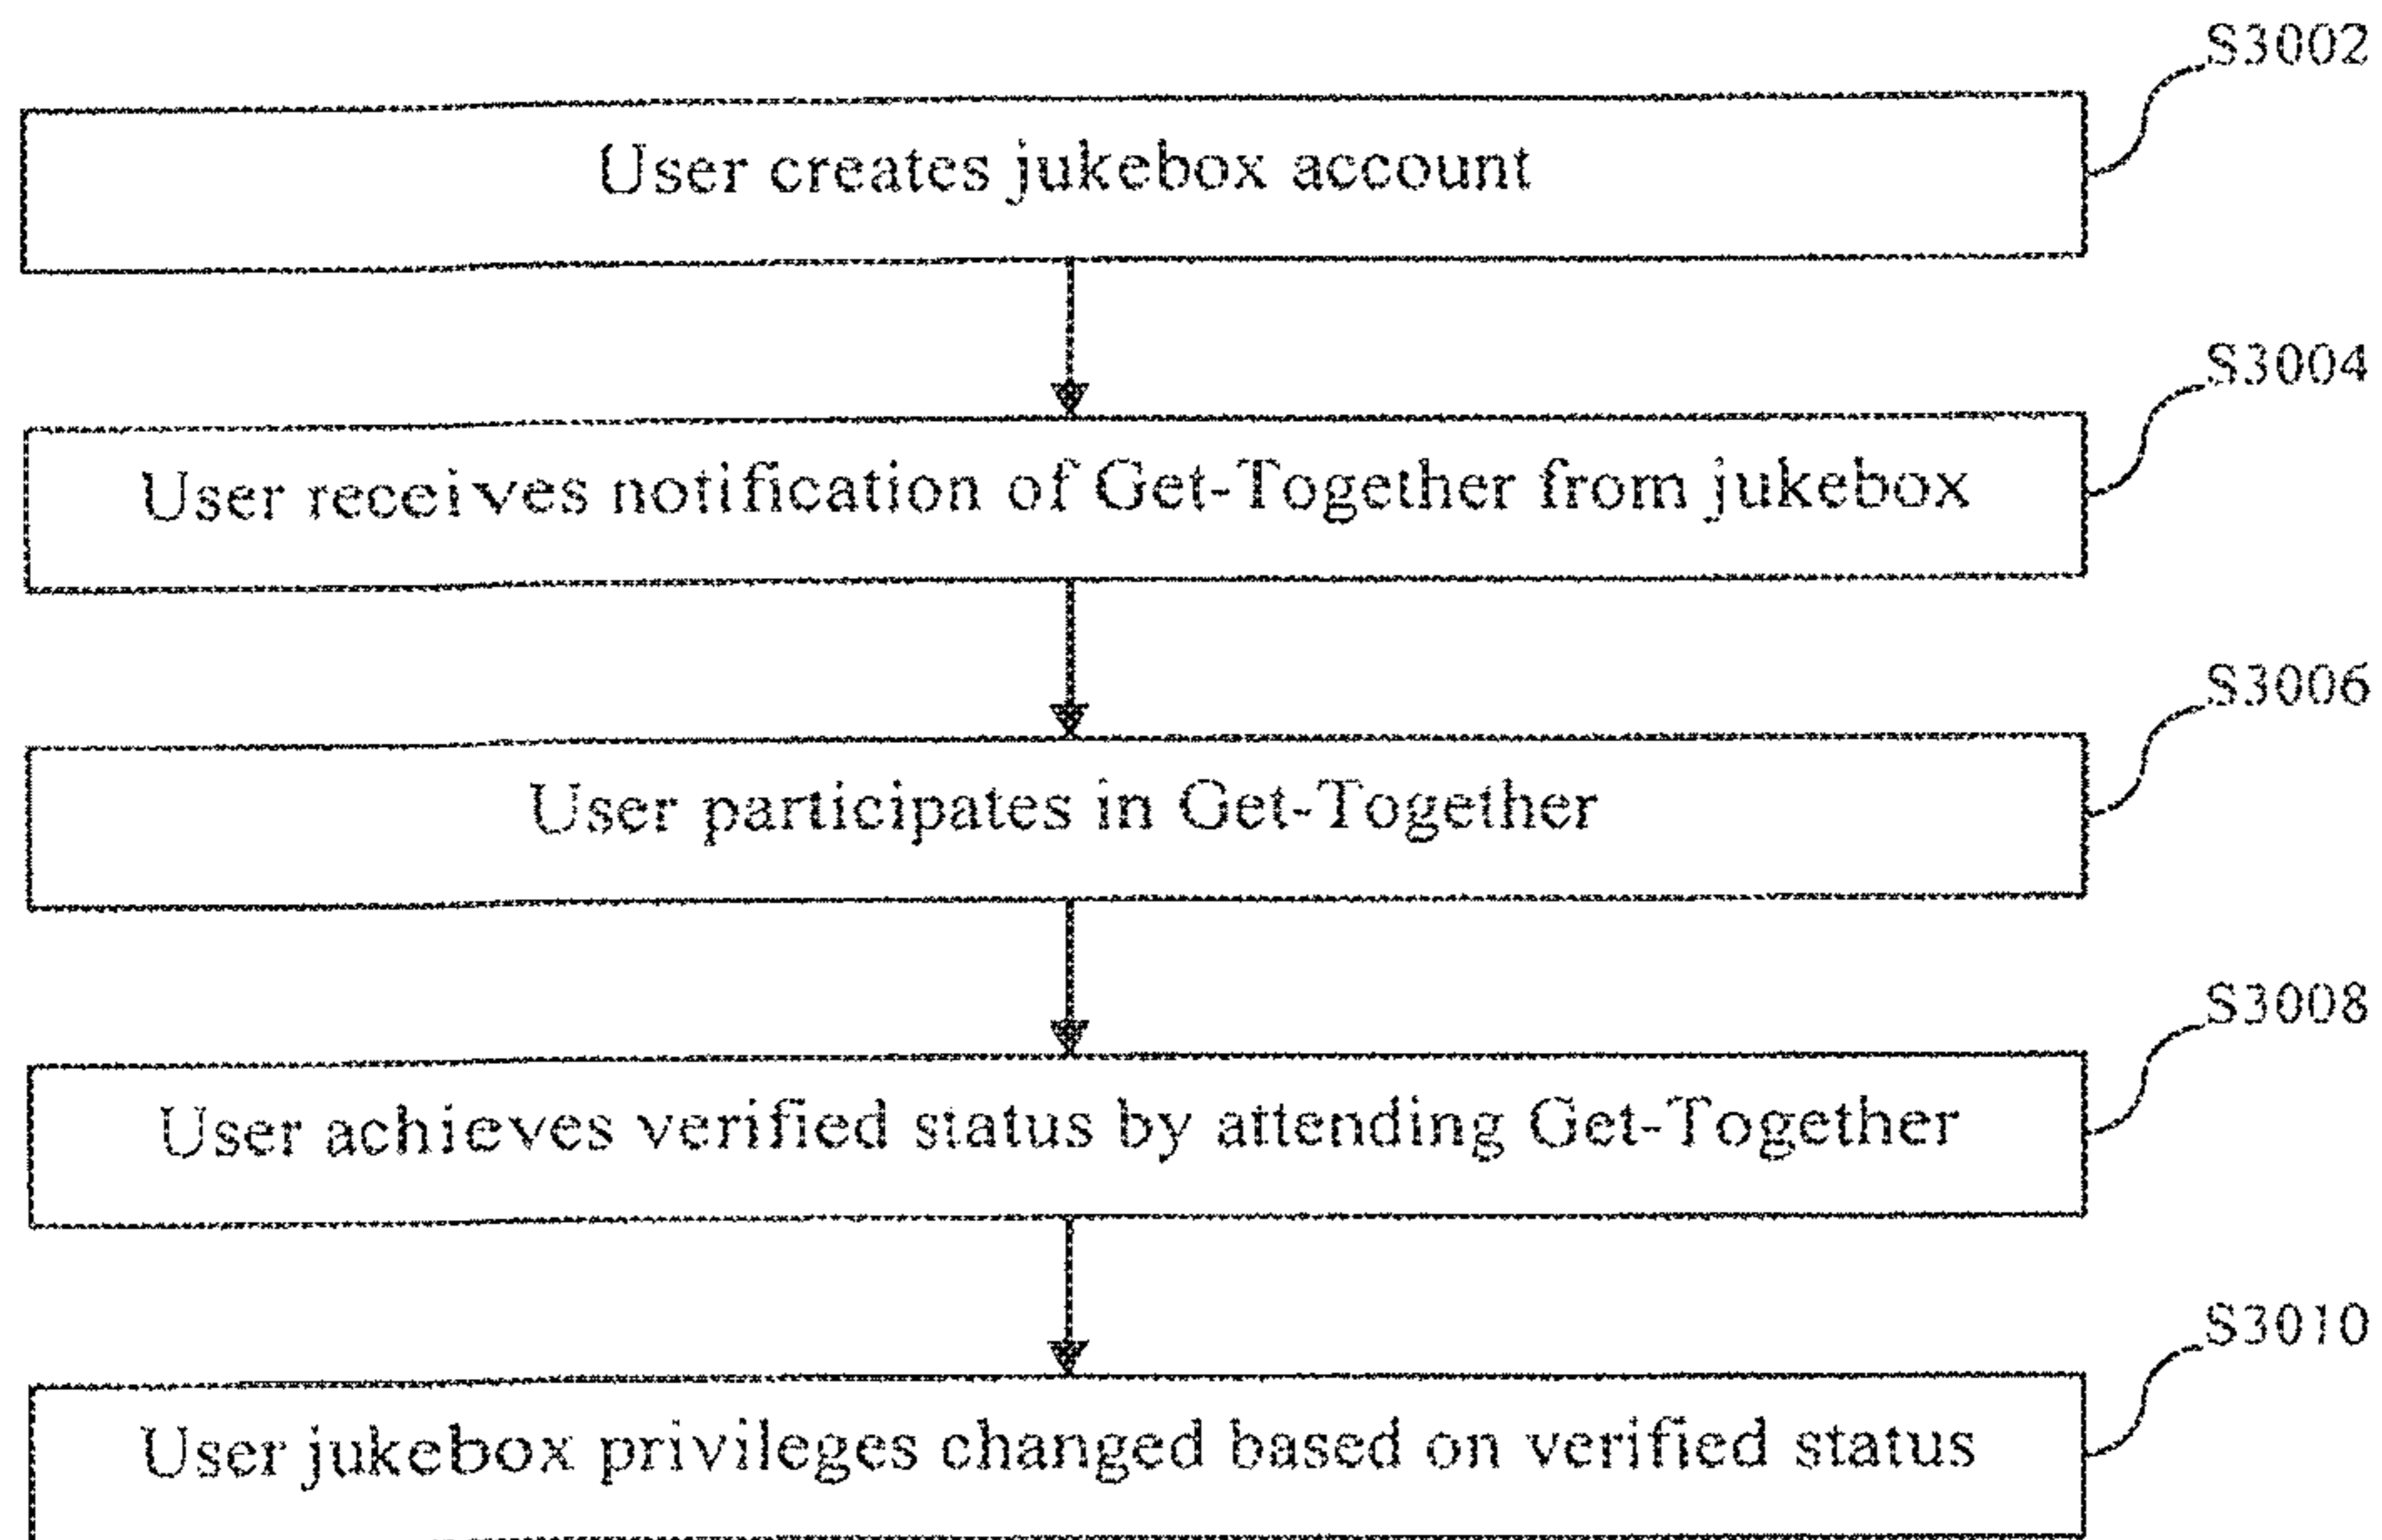 S3002
User creates jukebox account
S3004
User receives notification of Get-Together from jukebox
S3006
User participates in Get-Together
S3008
User achieves verified status by attending Get-Together
S3010
User jukebox privileges changed based on verified status